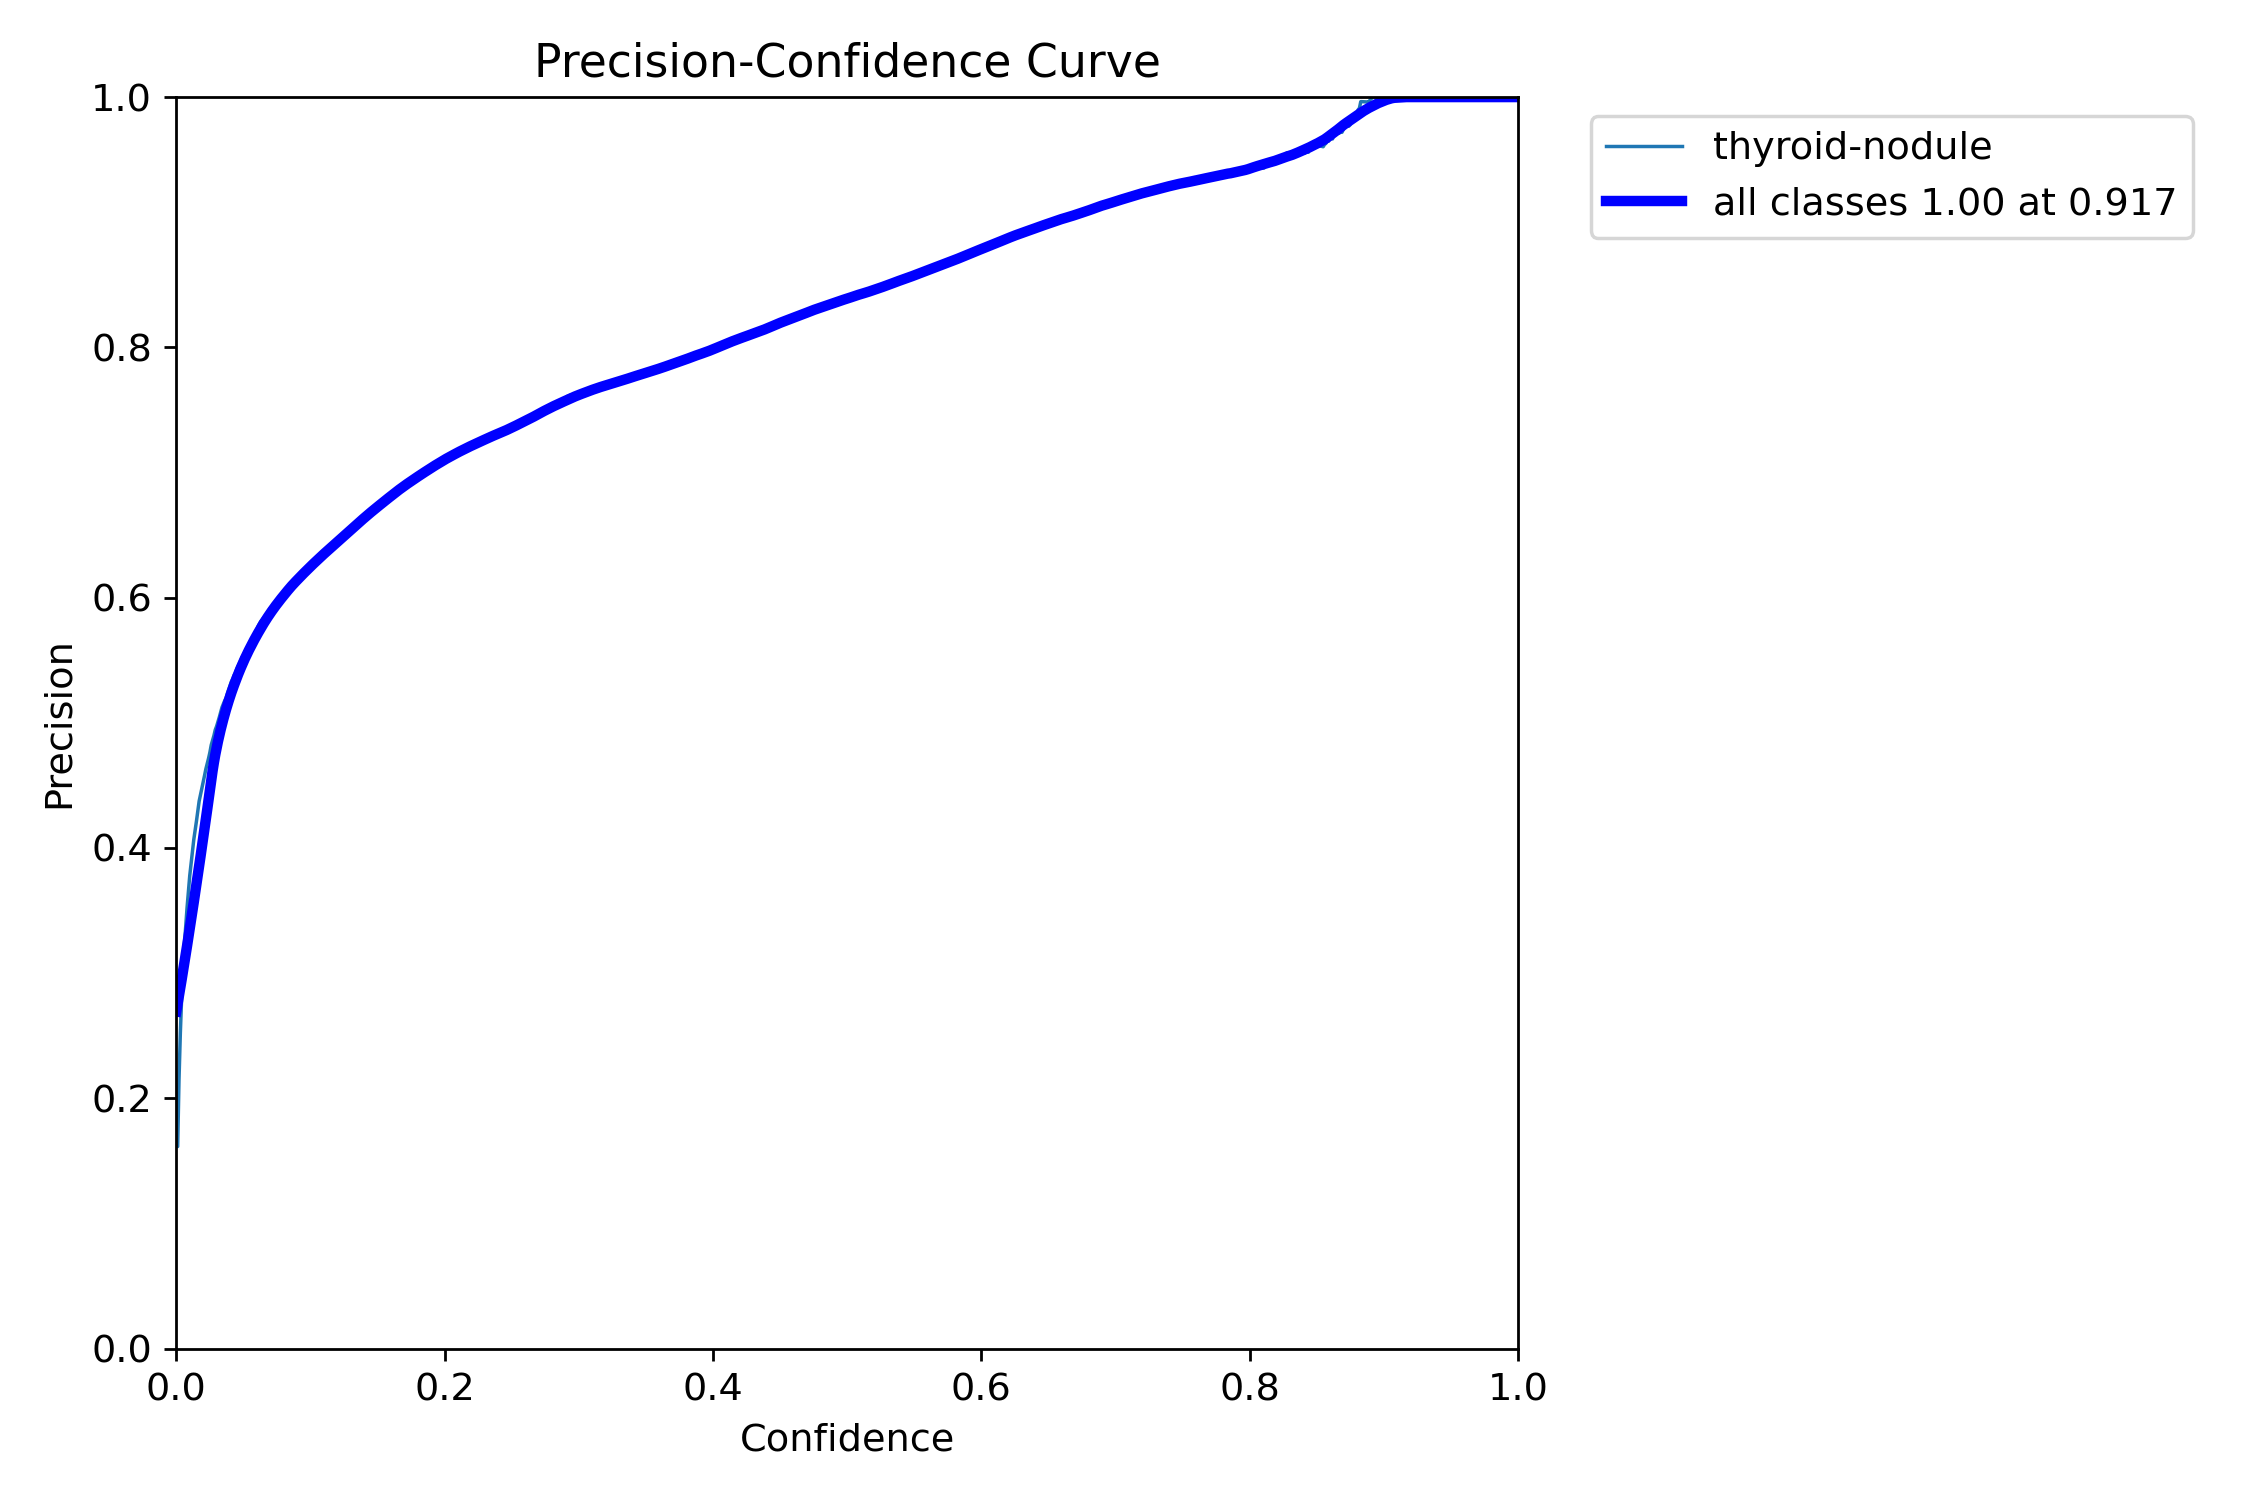 Precision-Confidence Curve
1.0
0.8
0.6
0.4
0.2
0.0
Precision
0.0 0.2 0.4 0.6 0.8 1.0
Confidence
thyroid-nodule
all classes 1.00 at 0.917